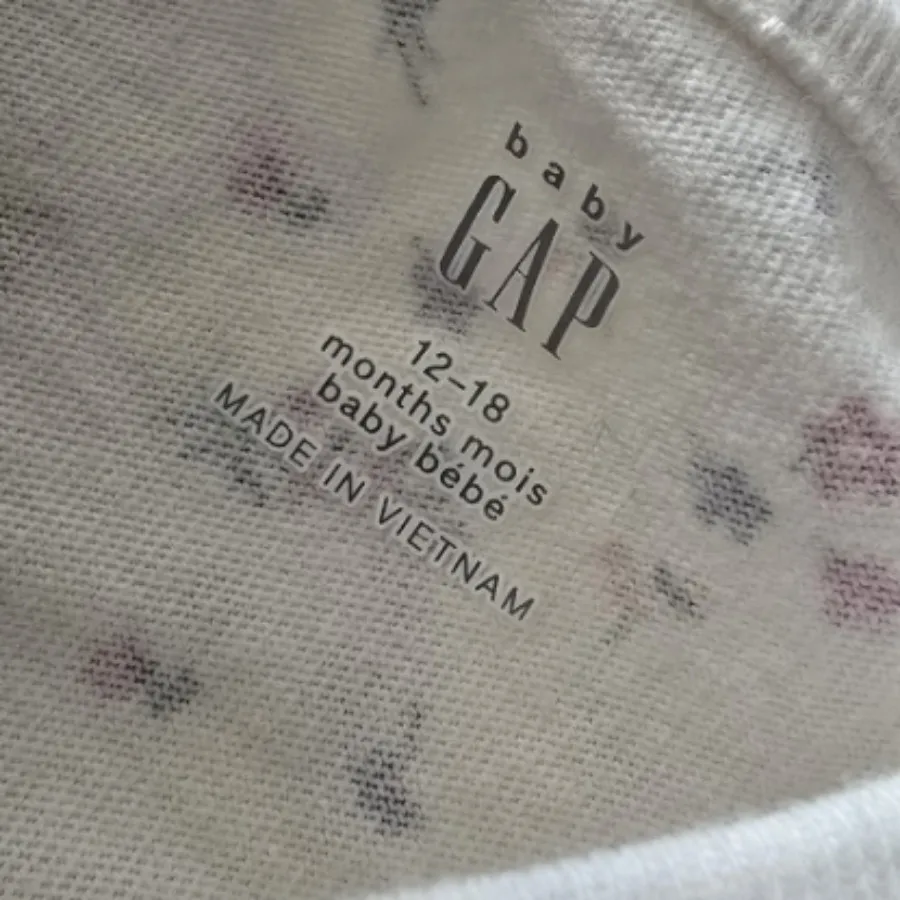 baby
GAP
12-18
months mois
baby bébé
MADE IN VIETNAM